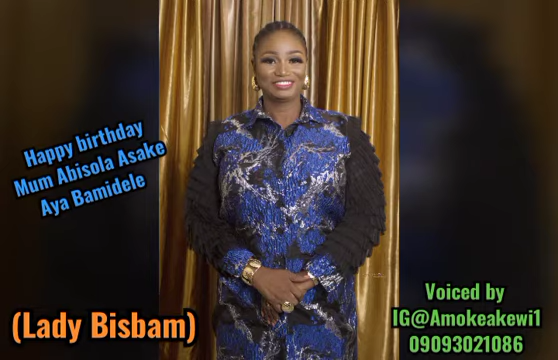 Happy birthday
Mum Abisola Asake
Aya Bamidele
(Lady Bisbam)
Voiced by
IG@Amokeakewi1
09093021086